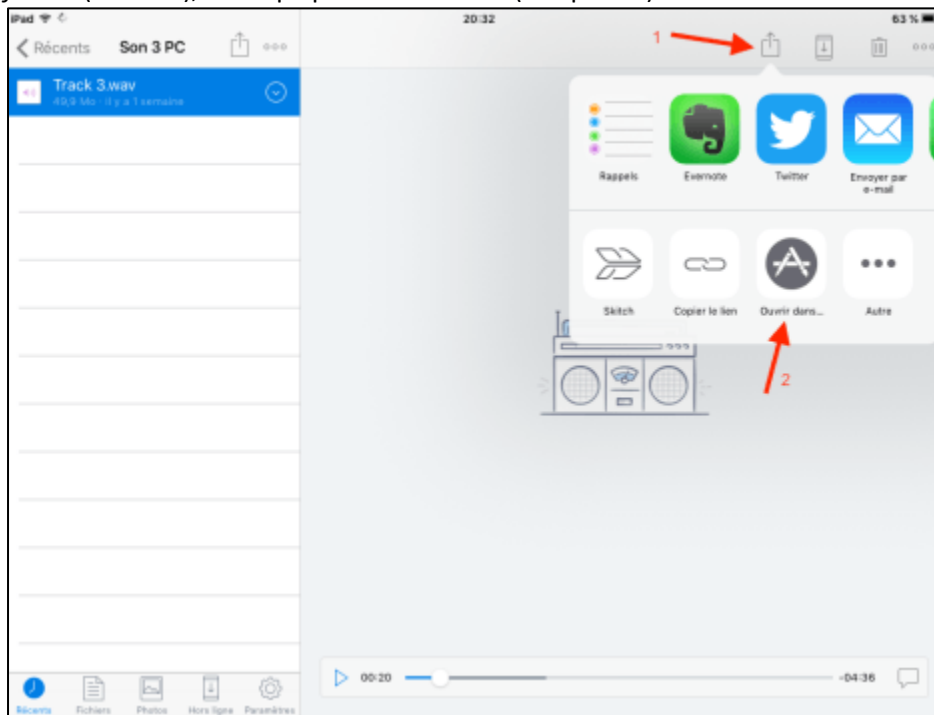 iPad 20:32 63 %
Récents Son 3 PC
1
Track 3.wav
49,9 Mo · il y a 1 semaine
Rappels Evernote Twitter Envoyer par
e-mail
Skitch Copier le lien Ouvrir dans... Autre
2
00:20 -04:36
Récents Fichiers Photos Hors ligne Paramètres